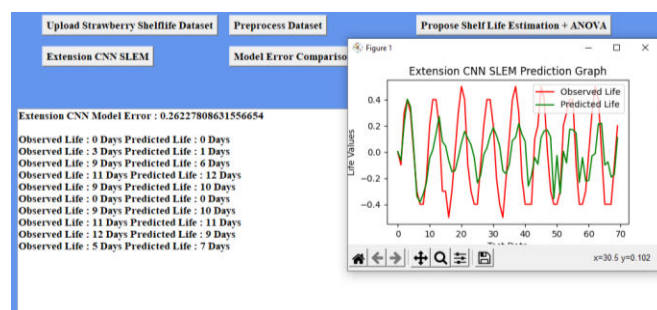 Upload Strawberry Shelflife Dataset
Preprocess Dataset
Propose Shelf Life Estimation + ANOVA
Extension CNN SLEM
Model Error Compariso
Extension CNN Model Error : 0.26227808631556654
Observed Life : 0 Days Predicted Life : 0 Days
Observed Life : 3 Days Predicted Life : 1 Days
Observed Life : 9 Days Predicted Life : 6 Days
Observed Life : 11 Days Predicted Life : 12 Days
Observed Life : 9 Days Predicted Life : 10 Days
Observed Life : 0 Days Predicted Life : 0 Days
Observed Life : 9 Days Predicted Life : 10 Days
Observed Life : 11 Days Predicted Life : 11 Days
Observed Life : 12 Days Predicted Life : 9 Days
Observed Life : 5 Days Predicted Life : 7 Days
Figure 1
Extension CNN SLEM Prediction Graph
Observed Life
Predicted Life
Life Values
0.4
0.2
0.0
−0.2
−0.4
0 10 20 30 40 50 60 70
x=30.5 y=0.102